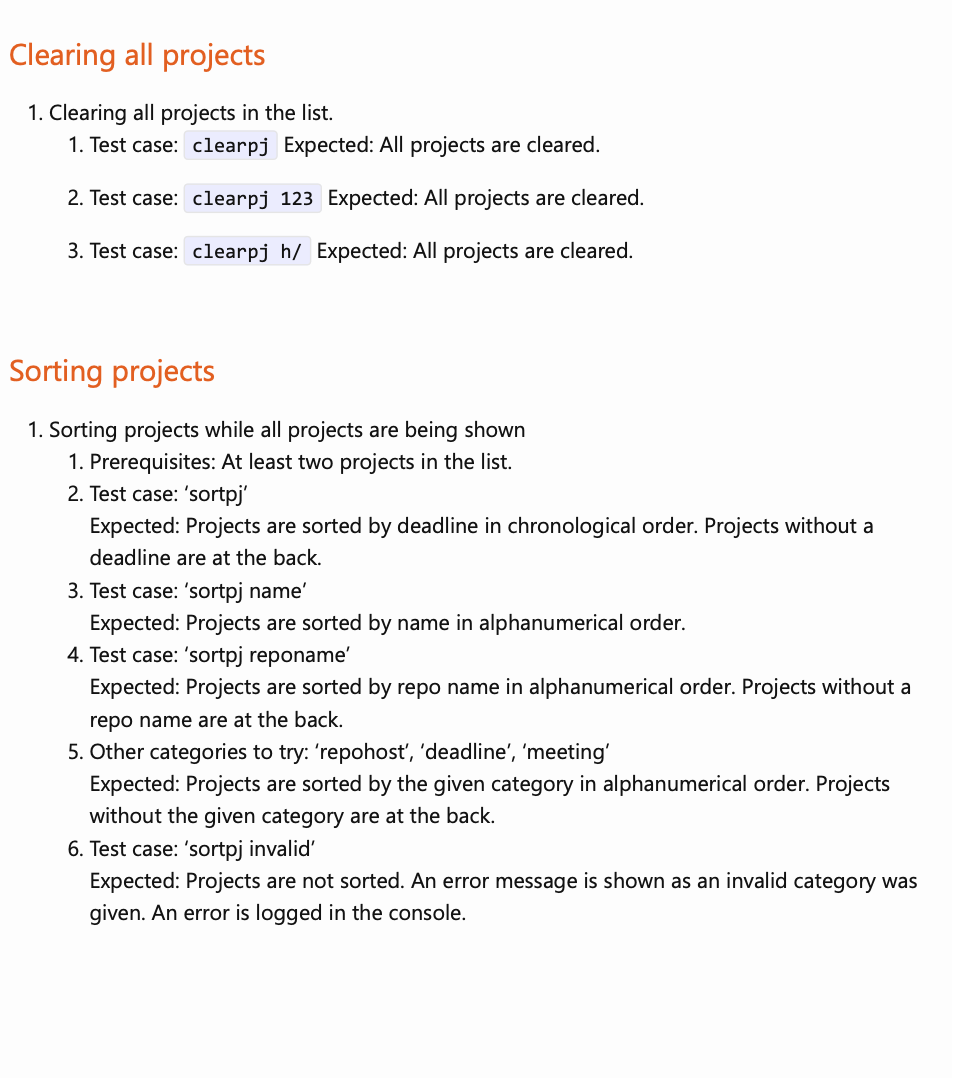 Clearing all projects
1. Clearing all projects in the list.
1. Test case: clearpj Expected: All projects are cleared.
2. Test case: clearpj 123 Expected: All projects are cleared.
3. Test case: clearpj h/ Expected: All projects are cleared.
Sorting projects
1. Sorting projects while all projects are being shown
1. Prerequisites: At least two projects in the list.
2. Test case: ‘sortpj’
Expected: Projects are sorted by deadline in chronological order. Projects without a
deadline are at the back.
3. Test case: ‘sortpj name’
Expected: Projects are sorted by name in alphanumerical order.
4. Test case: ‘sortpj reponame’
Expected: Projects are sorted by repo name in alphanumerical order. Projects without a
repo name are at the back.
5. Other categories to try: ‘repohost’, ‘deadline’, ‘meeting’
Expected: Projects are sorted by the given category in alphanumerical order. Projects
without the given category are at the back.
6. Test case: ‘sortpj invalid’
Expected: Projects are not sorted. An error message is shown as an invalid category was
given. An error is logged in the console.